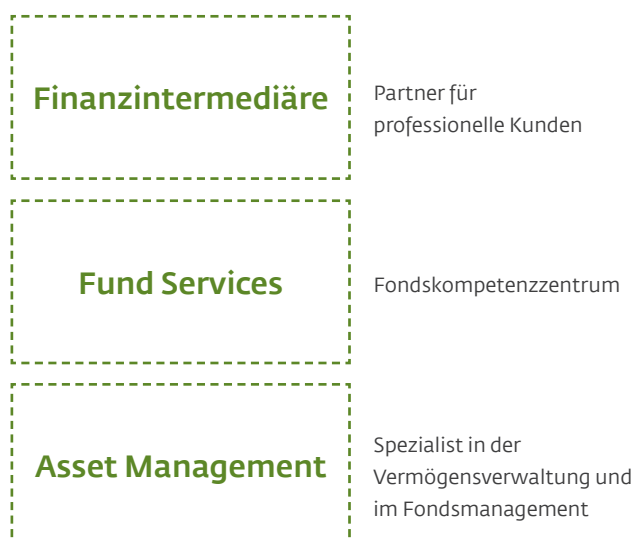 Finanzintermediäre
Partner für
professionelle Kunden
Fund Services
Fondskompetenzzentrum
Asset Management
Spezialist in der
Vermögensverwaltung und
im Fondsmanagement